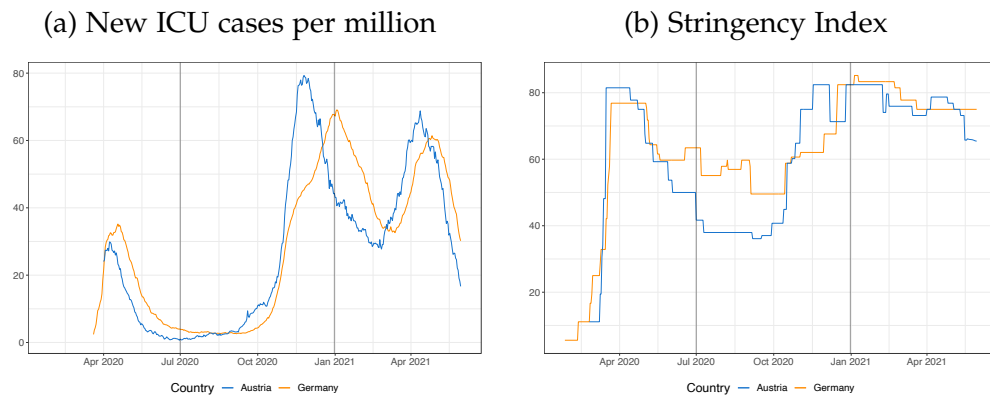 (a) New ICU cases per million
80
60
40
20
0
Apr 2020 Jul 2020 Oct 2020 Jan 2021 Apr 2021
Country Austria Germany
(b) Stringency Index
80
60
40
20
Apr 2020 Jul 2020 Oct 2020 Jan 2021 Apr 2021
Country Austria Germany